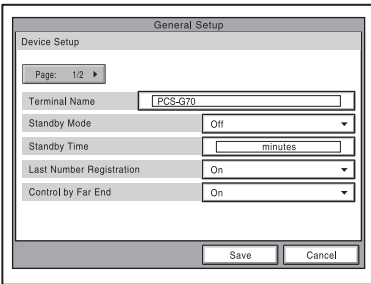 General Setup
Device Setup
Page: 1/2
Terminal Name PCS-G70
Standby Mode Off
Standby Time minutes
Last Number Registration On
Control by Far End On
Save Cancel